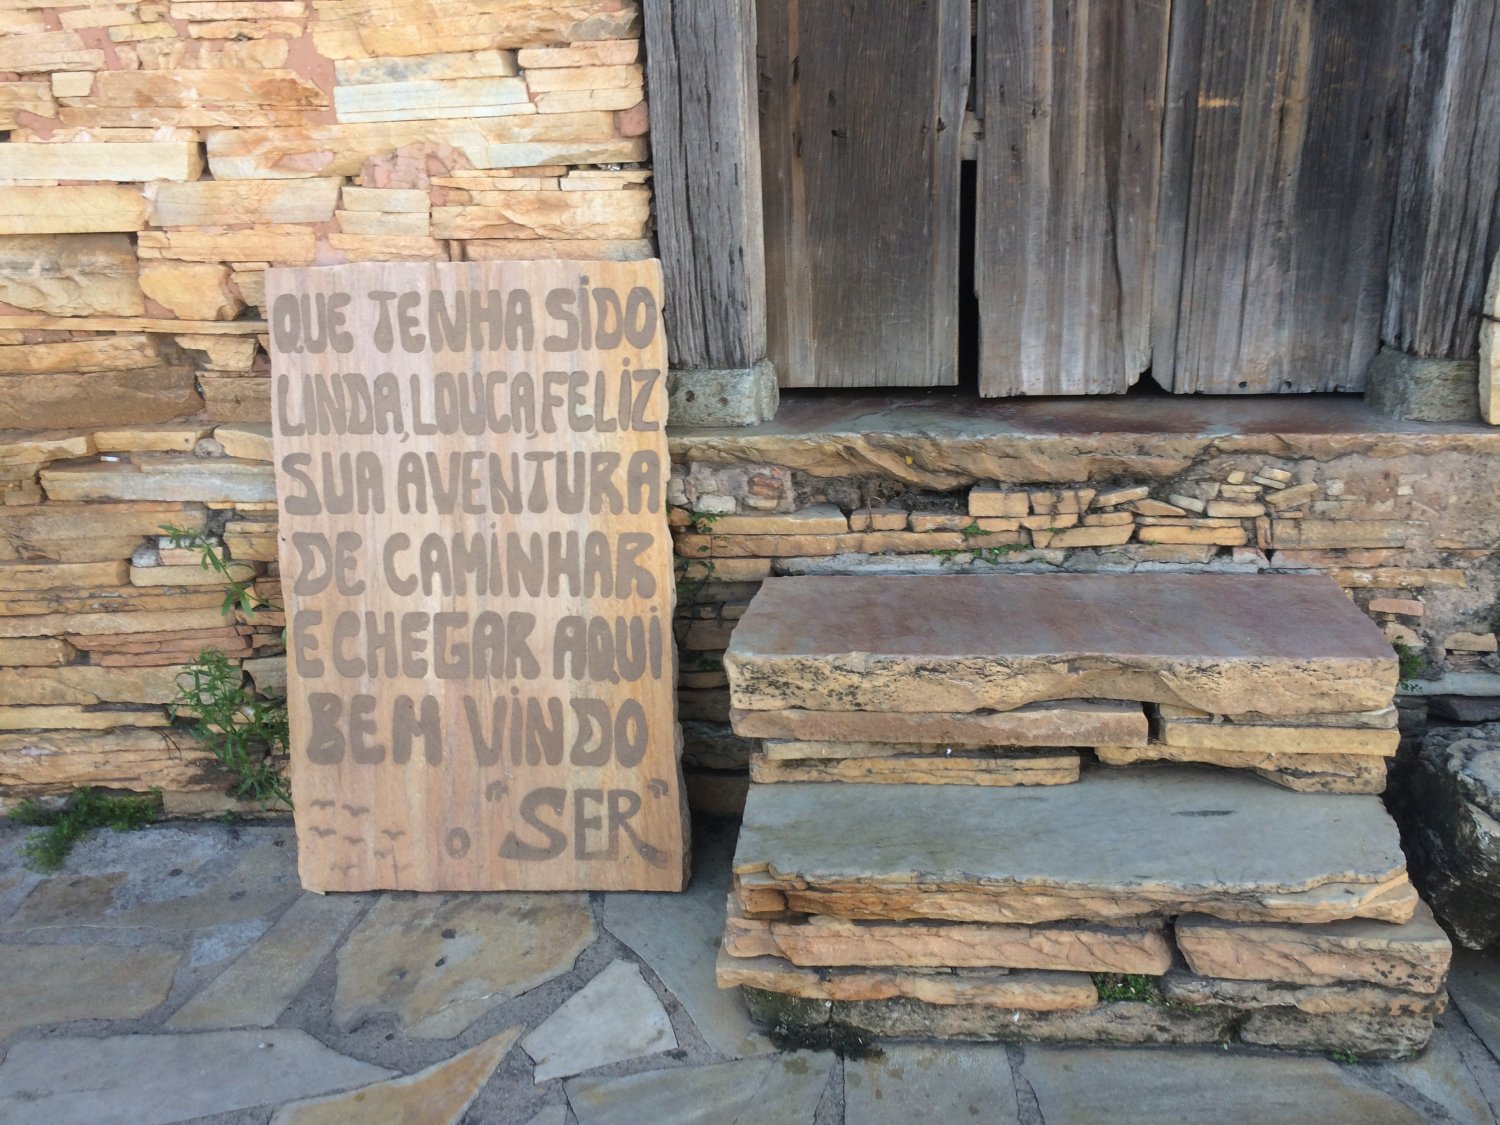 QUE TENHA SIDO
LINDA, LOUCA, FELIZ
SUA AVENTURA
DE CAMINHAR
E CHEGAR AQUI
BEM VINDO
o "SER"